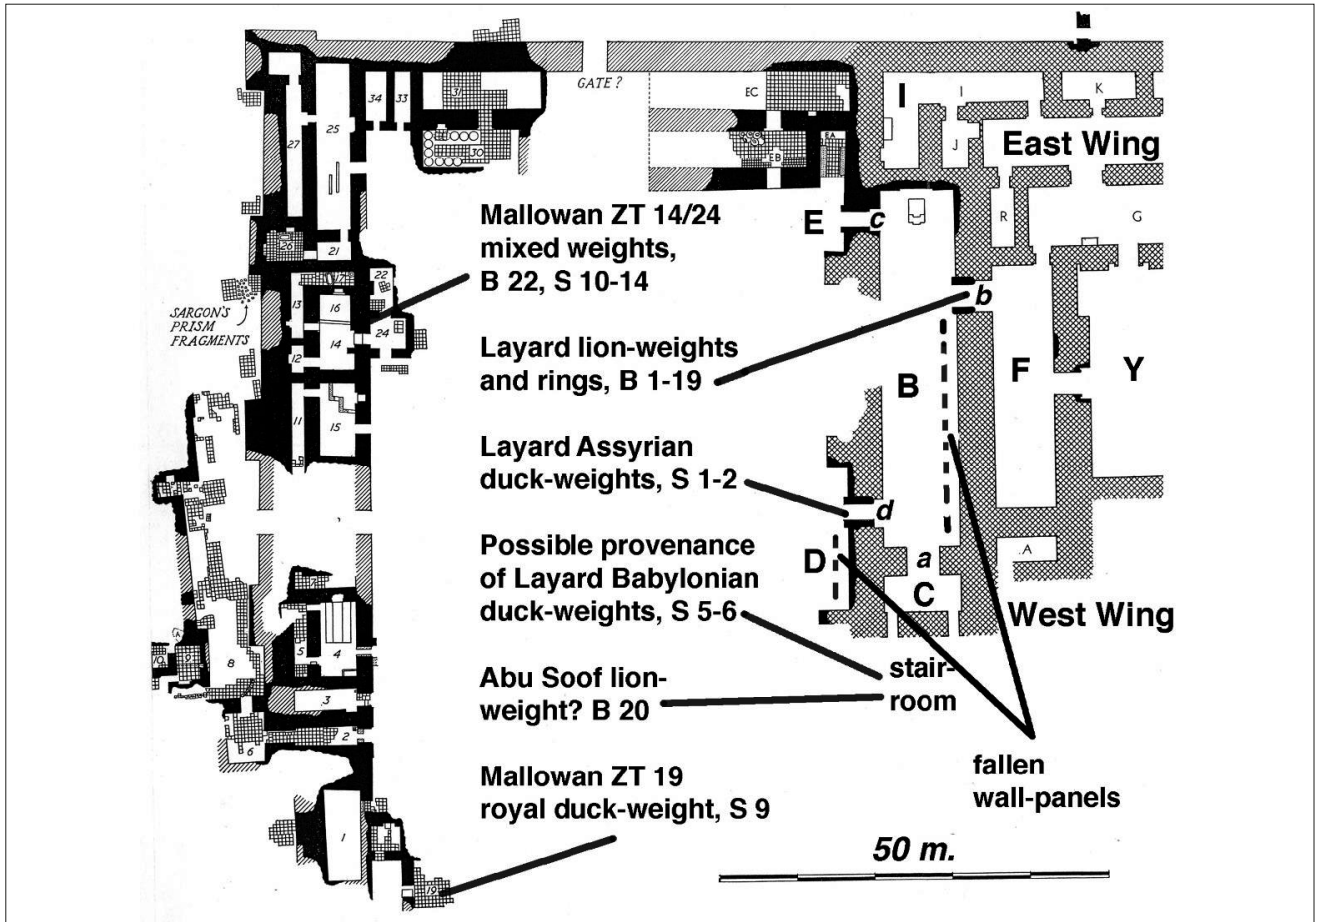 GATE ?
34
33
31
EC
I
I
K
25
27
30
EA
EB
J
East Wing
26
21
Mallowan ZT 14/24
mixed weights,
B 22, S 10-14
E
c
R
G
17
22
13
16
b
SARGON'S
PRISM
FRAGMENTS
14
24
12
Layard lion-weights
and rings, B 1-19
B
F
Y
11
15
Layard Assyrian
duck-weights, S 1-2
d
Possible provenance
of Layard Babylonian
duck-weights, S 5-6
D
a
A
C
West Wing
A
10
9
8
5
4
stair-
room
Abu Soof lion-
weight? B 20
3
2
6
fallen
wall-panels
Mallowan ZT 19
royal duck-weight, S 9
1
50 m.
19